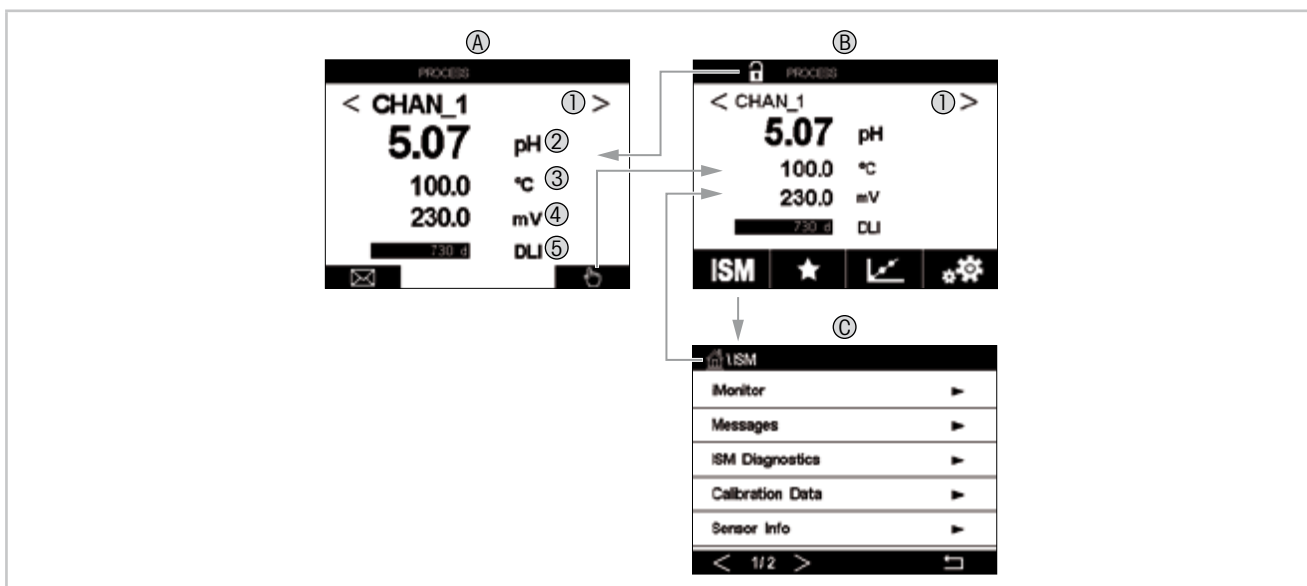 Ⓐ
PROCESS
< CHAN_1 ① >
5.07 pH ②
100.0 °C ③
230.0 mV ④
730 d DLI ⑤
Ⓑ
PROCESS
< CHAN_1 ① >
5.07 pH
100.0 °C
230.0 mV
730 d DLI
ISM
Ⓒ
\ISM
iMonitor
Messages
ISM Diagnostics
Calibration Data
Sensor Info
< 1/2 >